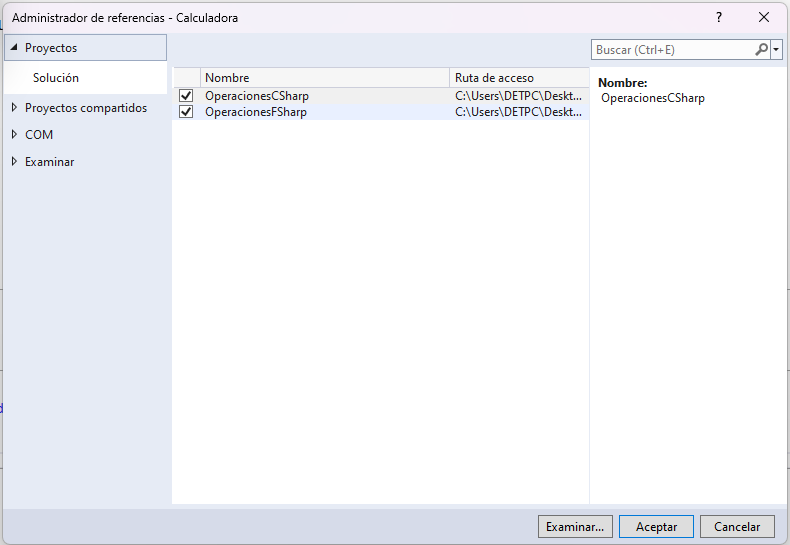 Administrador de referencias - Calculadora
?
Proyectos
Buscar (Ctrl+E)
Solución
Proyectos compartidos
COM
Examinar
Nombre Ruta de acceso
OperacionesCSharp C:\Users\DETPC\Deskt...
OperacionesFSharp C:\Users\DETPC\Deskt...
Nombre:
OperacionesCSharp
Examinar... Aceptar Cancelar